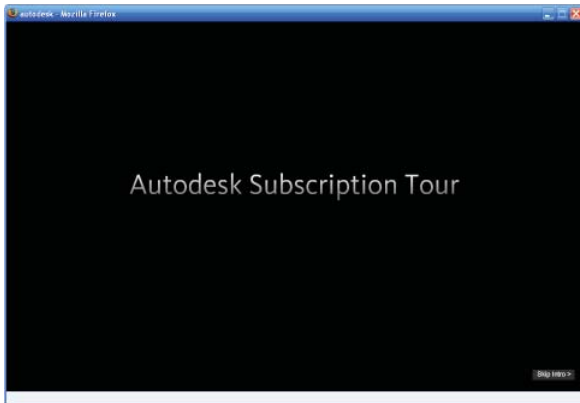 autodesk - Mozilla Firefox
Autodesk Subscription Tour
Skip Intro >